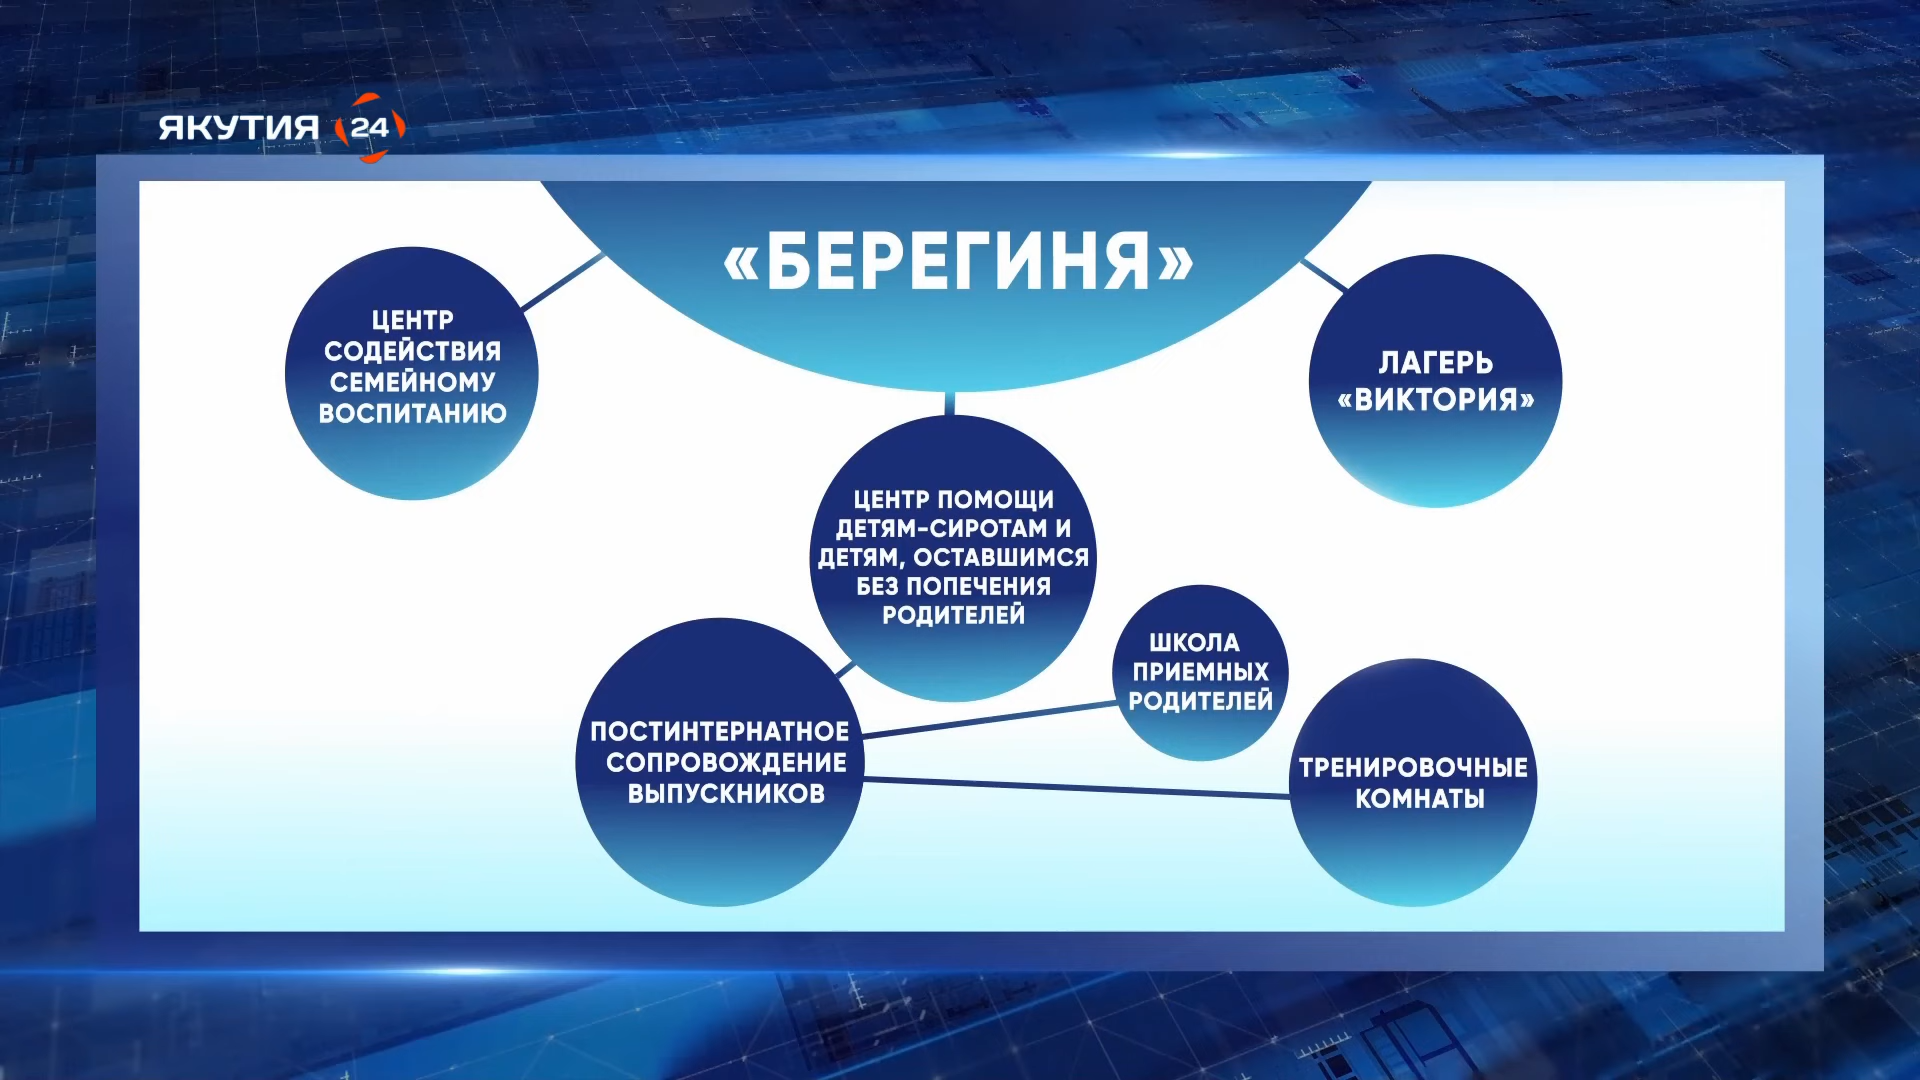 ЯКУТИЯ 24
«БЕРЕГИНЯ»
ЦЕНТР
СОДЕЙСТВИЯ
СЕМЕЙНОМУ
ВОСПИТАНИЮ
ЛАГЕРЬ
«ВИКТОРИЯ»
ЦЕНТР ПОМОЩИ
ДЕТЯМ-СИРОТАМ И
ДЕТЯМ, ОСТАВШИМСЯ
БЕЗ ПОПЕЧЕНИЯ
РОДИТЕЛЕЙ
ПОСТИНТЕРНАТНОЕ
СОПРОВОЖДЕНИЕ
ВЫПУСКНИКОВ
ШКОЛА
ПРИЕМНЫХ
РОДИТЕЛЕЙ
ТРЕНИРОВОЧНЫЕ
КОМНАТЫ